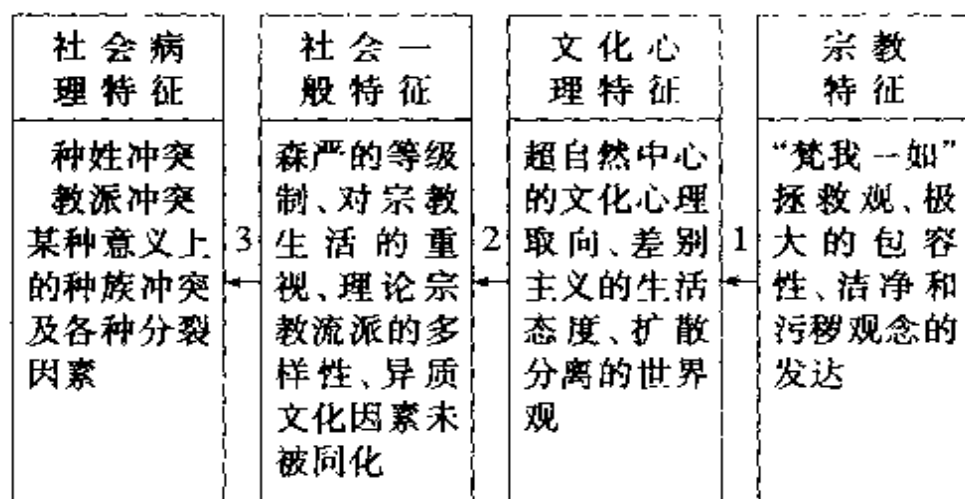 社会病
理特征
种姓冲突
教派冲突
某种意义上
的种族冲突
及各种分裂
因素
3
社会一
般特征
森严的等级
制、对宗教
生活的重
视、理论宗
教流派的多
样性、异质
文化因素未
被同化
2
文化心
理特征
超自然中心
的文化心理
取向、差别
主义的生活
态度、扩散
分离的世界
观
1
宗教
特征
“梵我一如”
拯救观、极
大的包容
性、洁净和
污秽观念的
发达